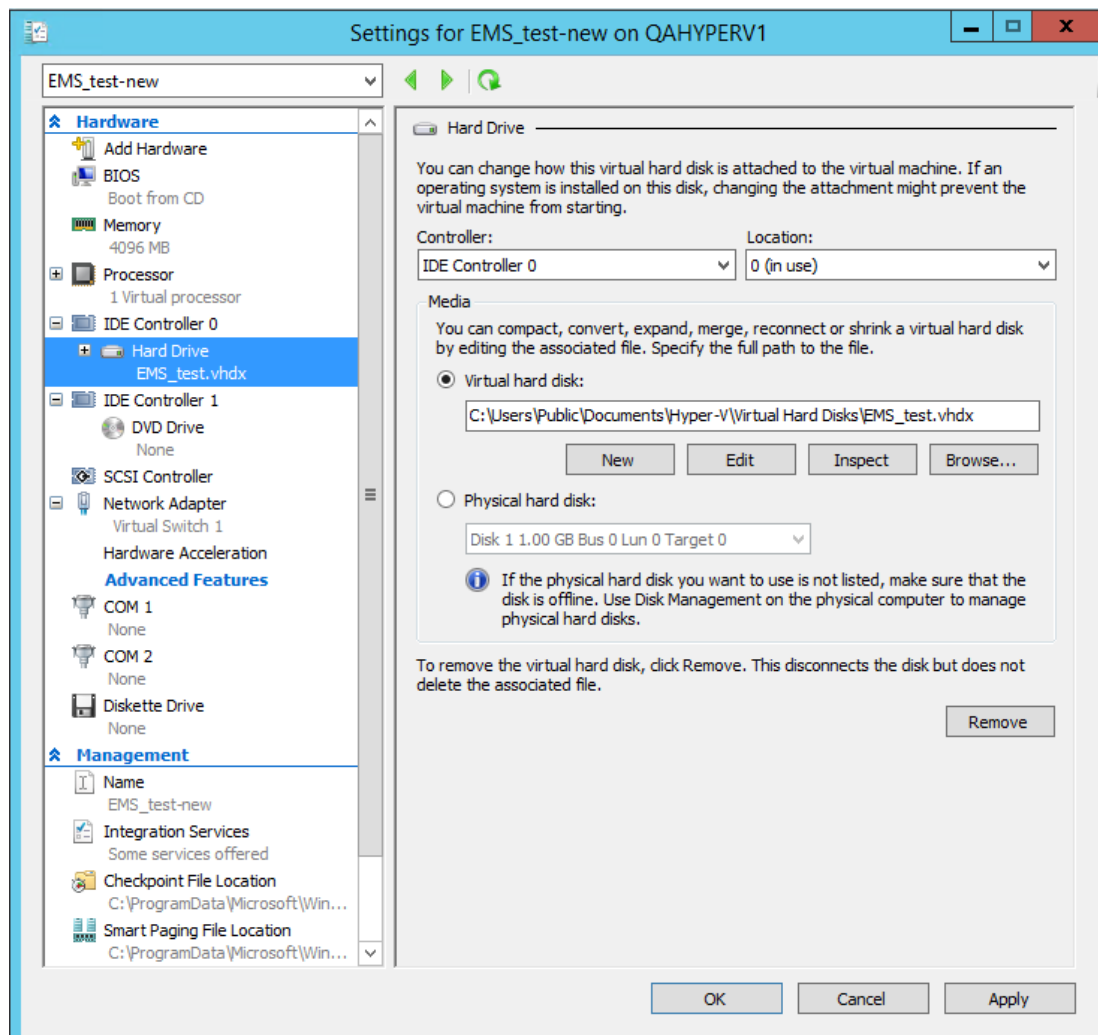 Settings for EMS_test-new on QAHYPERV1
EMS_test-new
Hardware
Add Hardware
BIOS
Boot from CD
Memory
4096 MB
Processor
1 Virtual processor
IDE Controller 0
Hard Drive
EMS_test.vhdx
IDE Controller 1
DVD Drive
None
SCSI Controller
Network Adapter
Virtual Switch 1
Hardware Acceleration
Advanced Features
COM 1
None
COM 2
None
Diskette Drive
None
Management
Name
EMS_test-new
Integration Services
Some services offered
Checkpoint File Location
C:\ProgramData\Microsoft\Win...
Smart Paging File Location
C:\ProgramData\Microsoft\Win...
Hard Drive
You can change how this virtual hard disk is attached to the virtual machine. If an
operating system is installed on this disk, changing the attachment might prevent the
virtual machine from starting.
Controller: Location:
IDE Controller 0 0 (in use)
Media
You can compact, convert, expand, merge, reconnect or shrink a virtual hard disk
by editing the associated file. Specify the full path to the file.
Virtual hard disk:
C:\Users\Public\Documents\Hyper-V\Virtual Hard Disks\EMS_test.vhdx
New Edit Inspect Browse...
Physical hard disk:
Disk 1 1.00 GB Bus 0 Lun 0 Target 0
If the physical hard disk you want to use is not listed, make sure that the
disk is offline. Use Disk Management on the physical computer to manage
physical hard disks.
To remove the virtual hard disk, click Remove. This disconnects the disk but does not
delete the associated file.
Remove
OK Cancel Apply